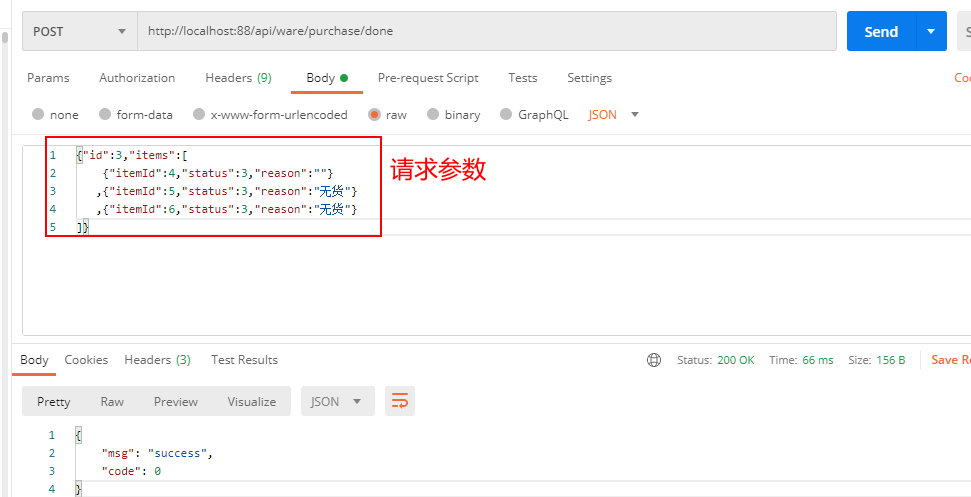 POST http://localhost:88/api/ware/purchase/done Send
Params Authorization Headers (9) Body Pre-request Script Tests Settings
none form-data x-www-form-urlencoded raw binary GraphQL JSON
1 {"id":3,"items":[
2 {"itemId":4,"status":3,"reason":""}
3 ,{"itemId":5,"status":3,"reason":"无货"}
4 ,{"itemId":6,"status":3,"reason":"无货"}
5 ]}
请求参数
Body Cookies Headers (3) Test Results Status: 200 OK Time: 66 ms Size: 156 B Save Re
Pretty Raw Preview Visualize JSON
1 {
2 "msg": "success",
3 "code": 0
4 }